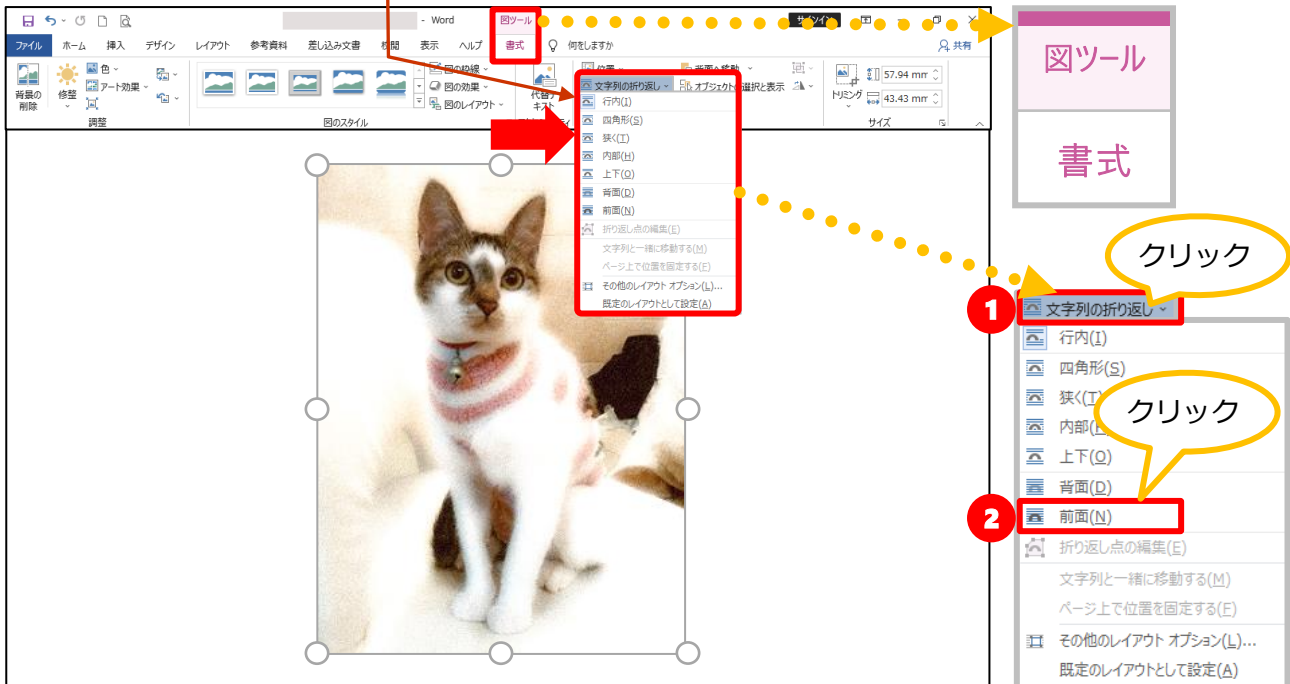 - Word
図ツール
サインイン
ファイル ホーム 挿入 デザイン レイアウト 参考資料 差し込み文書 校閲 表示 ヘルプ 書式 何をしますか 共有
背景の
削除
修整
色
アート効果
調整
図のスタイル
図の枠線
図の効果
図のレイアウト
代替テ
キスト
文字列の折り返し
オブジェクトの選択と表示
トリミング
57.94 mm
43.43 mm
サイズ
行内(I)
四角形(S)
狭く(T)
内部(H)
上下(O)
背面(D)
前面(N)
折り返し点の編集(E)
文字列と一緒に移動する(M)
ページ上で位置を固定する(F)
その他のレイアウト オプション(L)...
既定のレイアウトとして設定(A)
図ツール
書式
クリック
1
文字列の折り返し
行内(I)
四角形(S)
狭く(T)
内部(
クリック
上下(O)
背面(D)
2
前面(N)
折り返し点の編集(E)
文字列と一緒に移動する(M)
ページ上で位置を固定する(F)
その他のレイアウト オプション(L)...
既定のレイアウトとして設定(A)